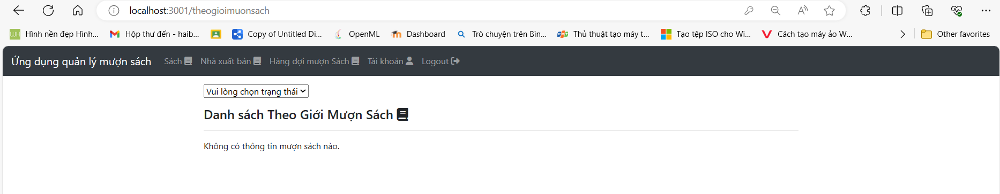 localhost:3001/theogioimuonsach
Hình nền đẹp Hình... Hộp thư đến - haib... Copy of Untitled Di... OpenML Dashboard Trò chuyện trên Bin... Thủ thuật tạo máy t... Tạo tệp ISO cho Wi... Cách tạo máy ảo W... Other favorites
Ứng dụng quản lý mượn sách Sách Nhà xuất bản Hàng đợi mượn Sách Tài khoản Logout
Vui lòng chọn trạng thái
Danh sách Theo Giới Mượn Sách
Không có thông tin mượn sách nào.